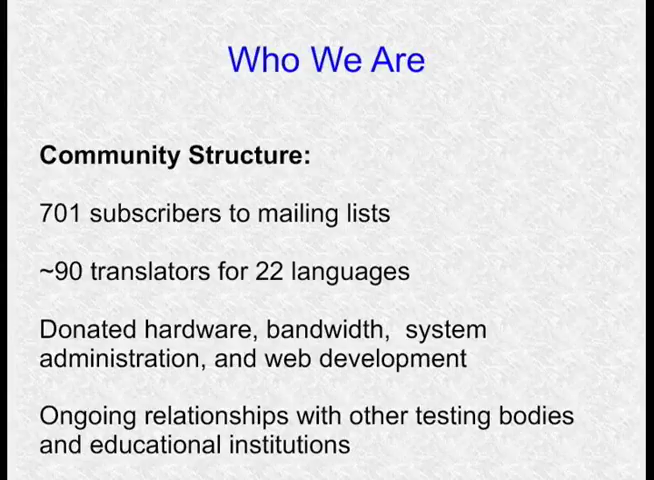 Who We Are
Community Structure:
701 subscribers to mailing lists
~90 translators for 22 languages
Donated hardware, bandwidth,  system
administration, and web development
Ongoing relationships with other testing bodies
and educational institutions